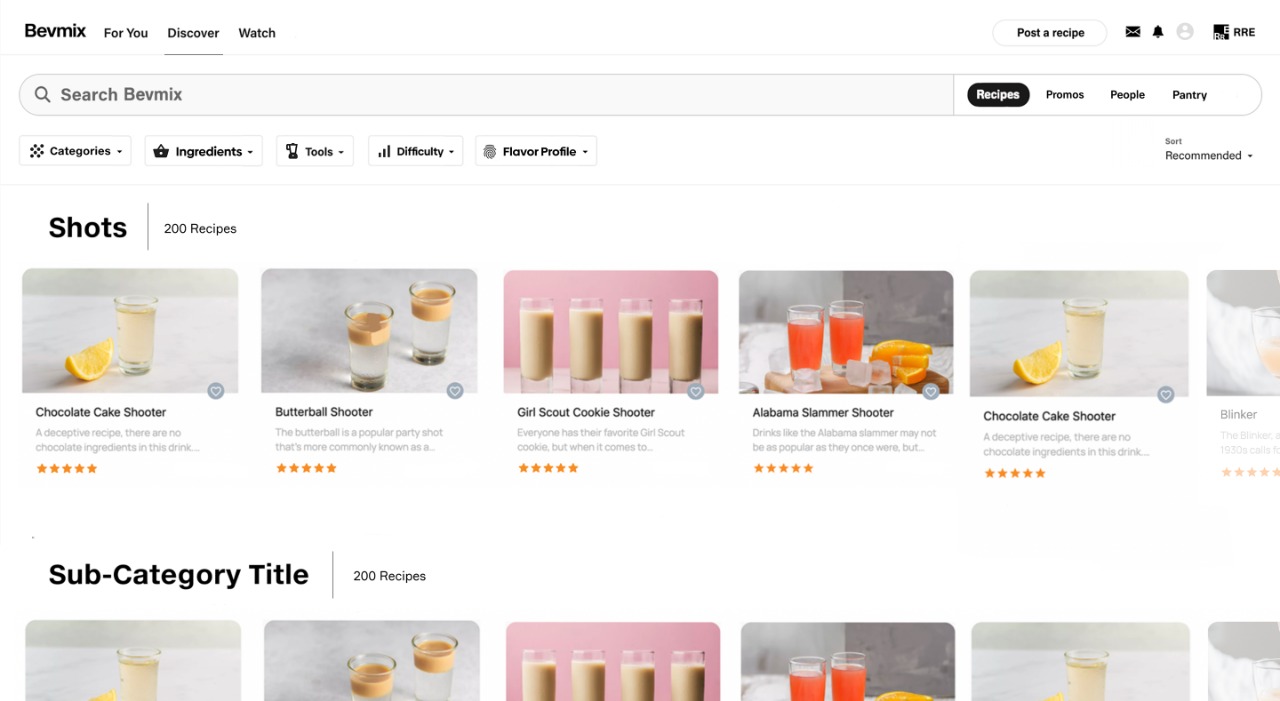 Bevmix For You Discover Watch Post a recipe RRE
Search Bevmix Recipes Promos People Pantry
Categories Ingredients Tools Difficulty Flavor Profile
Sort
Recommended
Shots 200 Recipes
Chocolate Cake Shooter
A deceptive recipe, there are no
chocolate ingredients in this drink...
Butterball Shooter
The butterball is a popular party shot
that's more commonly known as a...
Girl Scout Cookie Shooter
Everyone has their favorite Girl Scout
cookie, but when it comes to...
Alabama Slammer Shooter
Drinks like the Alabama slammer may not
be as popular as they once were, but...
Chocolate Cake Shooter
A deceptive recipe, there are no
chocolate ingredients in this drink...
Blinker
The Blinker, a
1930s calls fo
Sub-Category Title 200 Recipes